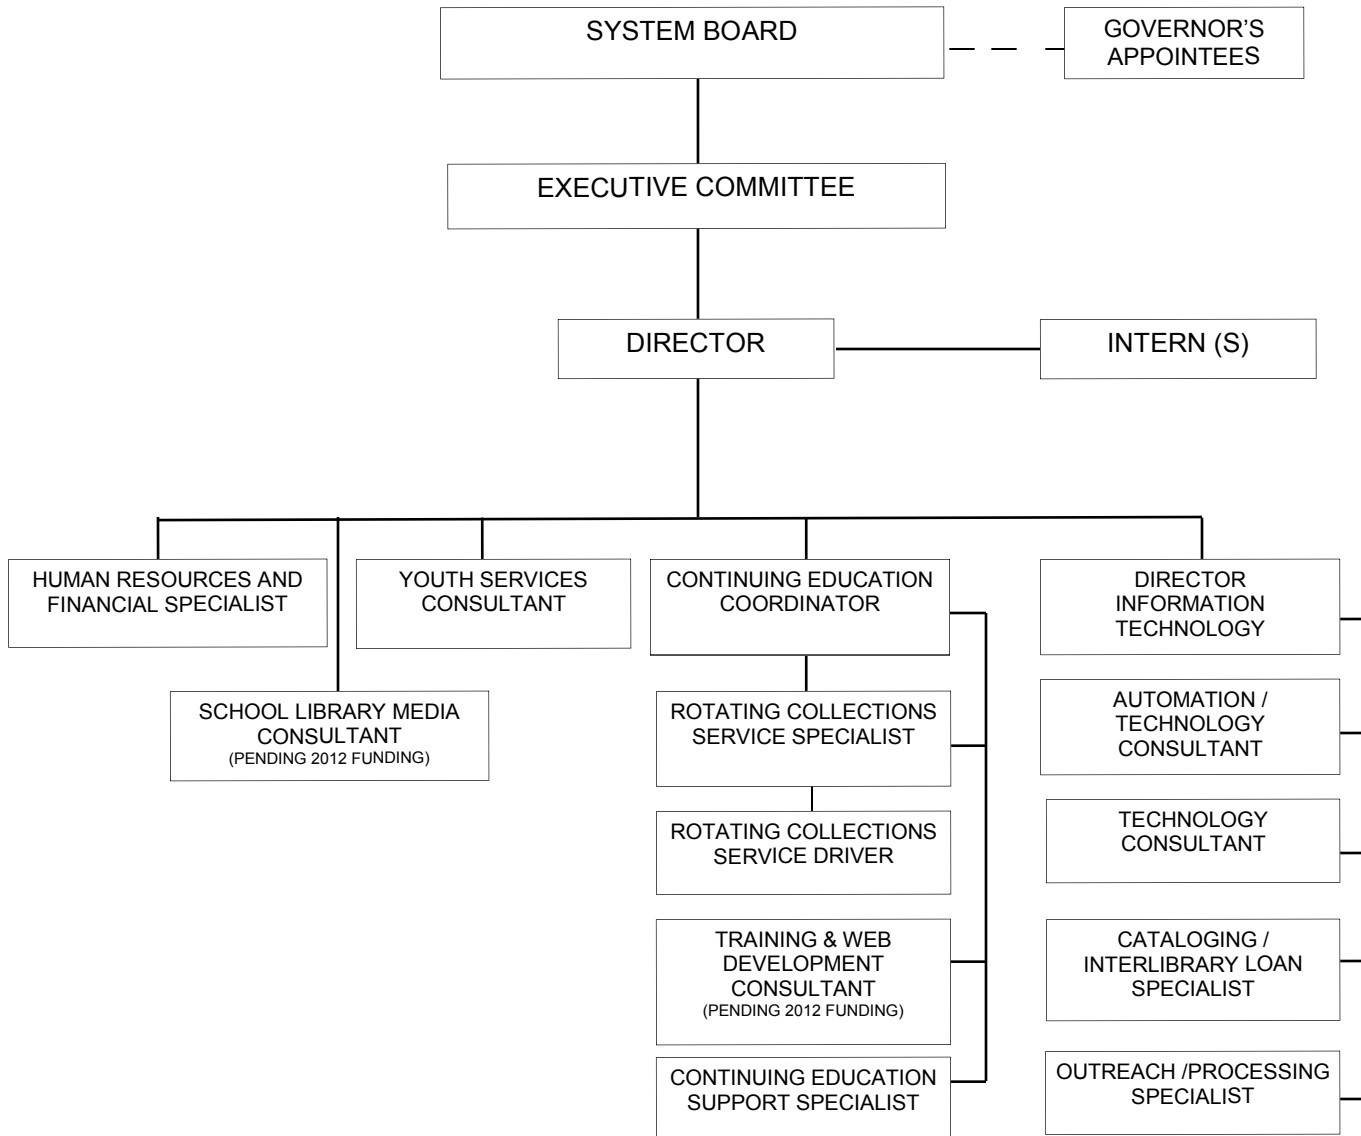 SYSTEM BOARD
GOVERNOR’S
APPOINTEES
EXECUTIVE COMMITTEE
DIRECTOR
INTERN (S)
HUMAN RESOURCES AND
FINANCIAL SPECIALIST
YOUTH SERVICES
CONSULTANT
CONTINUING EDUCATION
COORDINATOR
DIRECTOR
INFORMATION
TECHNOLOGY
SCHOOL LIBRARY MEDIA
CONSULTANT
(PENDING 2012 FUNDING)
ROTATING COLLECTIONS
SERVICE SPECIALIST
AUTOMATION /
TECHNOLOGY
CONSULTANT
ROTATING COLLECTIONS
SERVICE DRIVER
TECHNOLOGY
CONSULTANT
TRAINING & WEB
DEVELOPMENT
CONSULTANT
(PENDING 2012 FUNDING)
CATALOGING /
INTERLIBRARY LOAN
SPECIALIST
CONTINUING EDUCATION
SUPPORT SPECIALIST
OUTREACH /PROCESSING
SPECIALIST